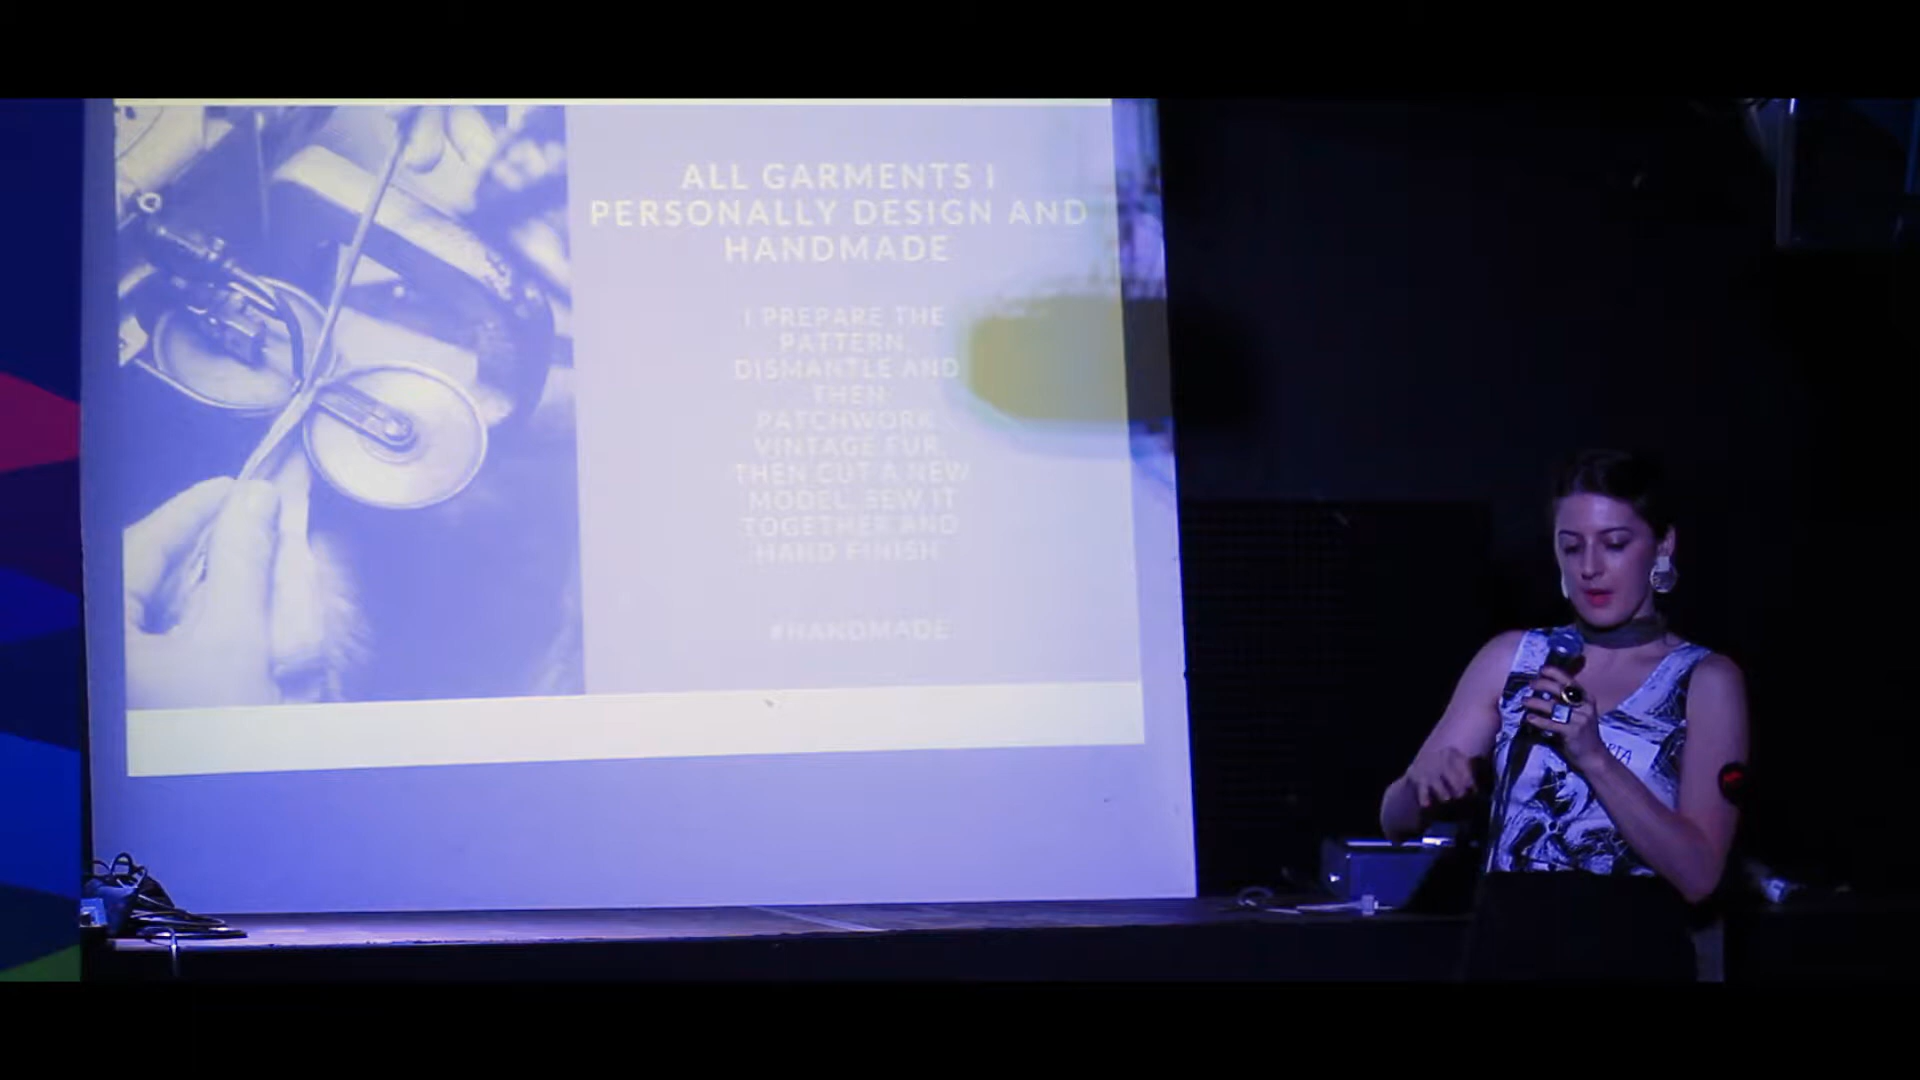 ALL GARMENTS I
PERSONALLY DESIGN AND
HANDMADE
I PREPARE THE
PATTERN,
DISMANTLE AND
THEN
PATCHWORK
VINTAGE FUR,
THEN CUT A NEW
MODEL, SEW IT
TOGETHER AND
HAND FINISH
#HANDMADE